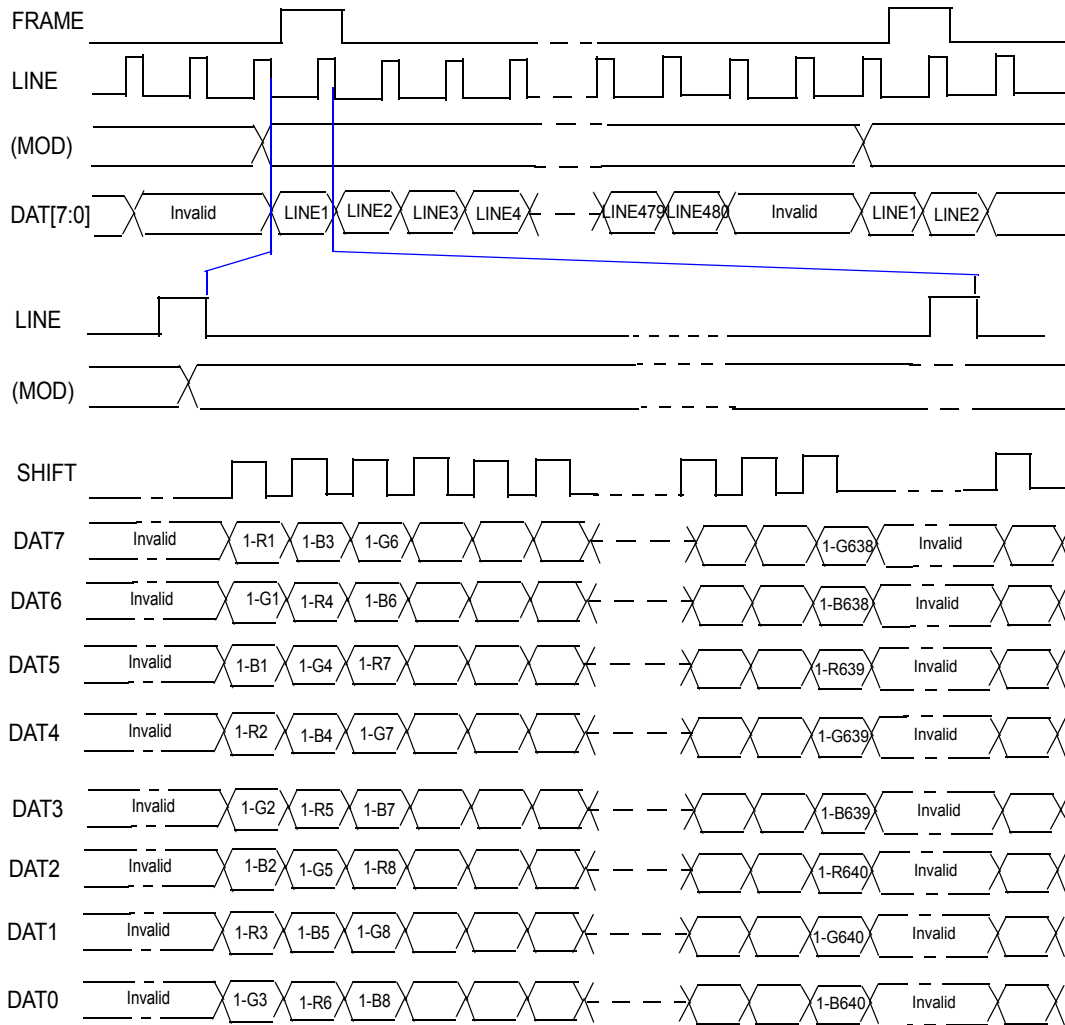 FRAME
LINE
(MOD)
DAT[7:0] Invalid LINE1 LINE2 LINE3 LINE4 LINE479 LINE480 Invalid LINE1 LINE2
LINE
(MOD)
SHIFT
DAT7 Invalid 1-R1 1-B3 1-G6 1-G638 Invalid
DAT6 Invalid 1-G1 1-R4 1-B6 1-B638 Invalid
DAT5 Invalid 1-B1 1-G4 1-R7 1-R639 Invalid
DAT4 Invalid 1-R2 1-B4 1-G7 1-G639 Invalid
DAT3 Invalid 1-G2 1-R5 1-B7 1-B639 Invalid
DAT2 Invalid 1-B2 1-G5 1-R8 1-R640 Invalid
DAT1 Invalid 1-R3 1-B5 1-G8 1-G640 Invalid
DAT0 Invalid 1-G3 1-R6 1-B8 1-B640 Invalid